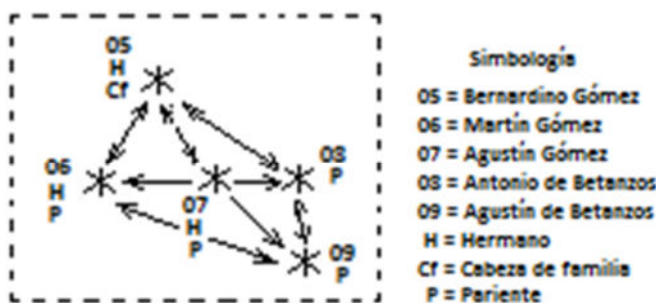 05
H
Cf
06
H
P
07
H
P
08
P
09
P
Simbología
05 = Bernardino Gómez
06 = Martín Gómez
07 = Agustín Gómez
08 = Antonio de Betanzos
09 = Agustín de Betanzos
H = Hermano
Cf = Cabeza de familia
P = Pariente